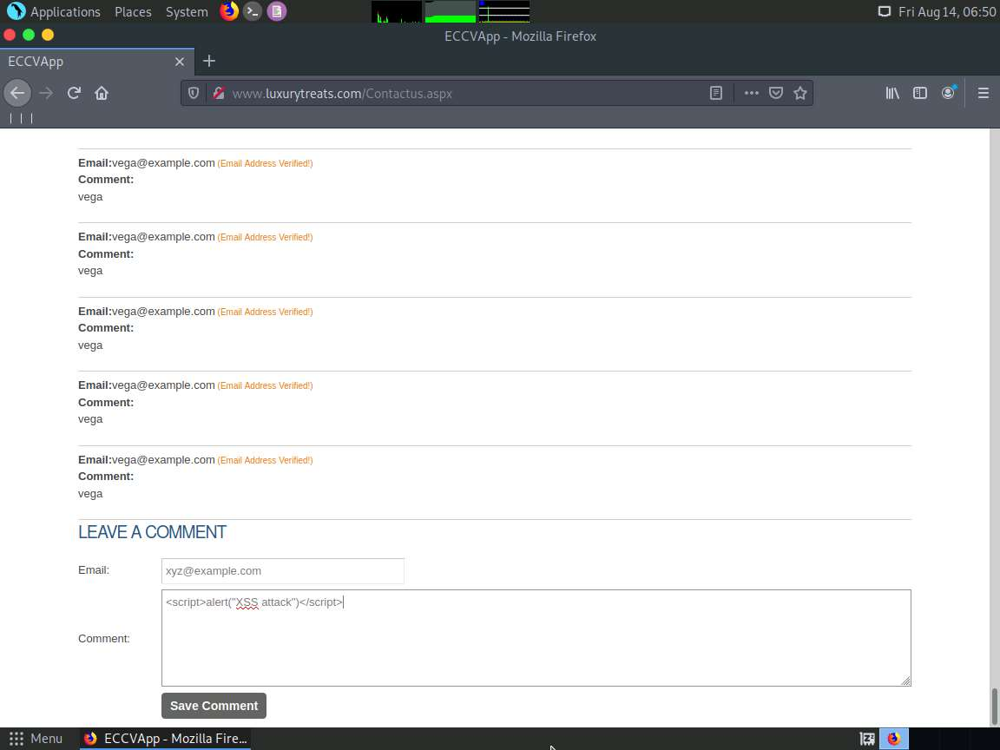 Applications Places System
Fri Aug 14, 06:50
ECCVApp - Mozilla Firefox
ECCVApp
www.luxurytreats.com/Contactus.aspx
Email:vega@example.com (Email Address Verified!)
Comment:
vega
Email:vega@example.com (Email Address Verified!)
Comment:
vega
Email:vega@example.com (Email Address Verified!)
Comment:
vega
Email:vega@example.com (Email Address Verified!)
Comment:
vega
Email:vega@example.com (Email Address Verified!)
Comment:
vega
LEAVE A COMMENT
Email: xyz@example.com
<script>alert("XSS attack")</script>
Comment:
Save Comment
Menu ECCVApp - Mozilla Fire...